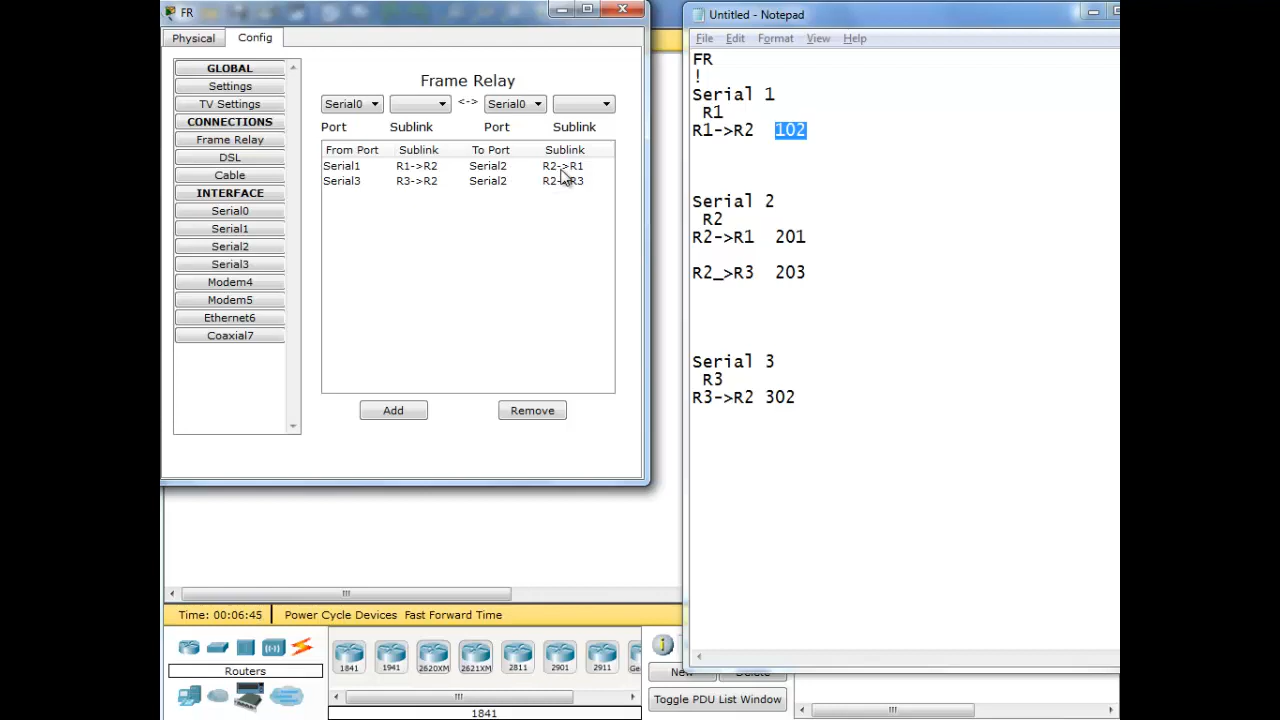 FR
Physical
Config
GLOBAL
Settings
TV Settings
CONNECTIONS
Frame Relay
DSL
Cable
INTERFACE
Serial0
Serial1
Serial2
Serial3
Modem4
Modem5
Ethernet6
Coaxial7
Frame Relay
Serial0 <-> Serial0
Port Sublink Port Sublink
From Port Sublink To Port Sublink
Serial1 R1->R2 Serial2 R2->R1
Serial3 R3->R2 Serial2
Add Remove
Time: 00:06:45 Power Cycle Devices Fast Forward Time
Routers
1841 1941 2620XM 2621XM 2811 2901 2911
1841
New Delete
Toggle PDU List Window
Untitled - Notepad
File Edit Format View Help
FR
!
Serial 1
R1
R1->R2 102
Serial 2
R2
R2->R1 201
R2_>R3 203
Serial 3
R3
R3->R2 302